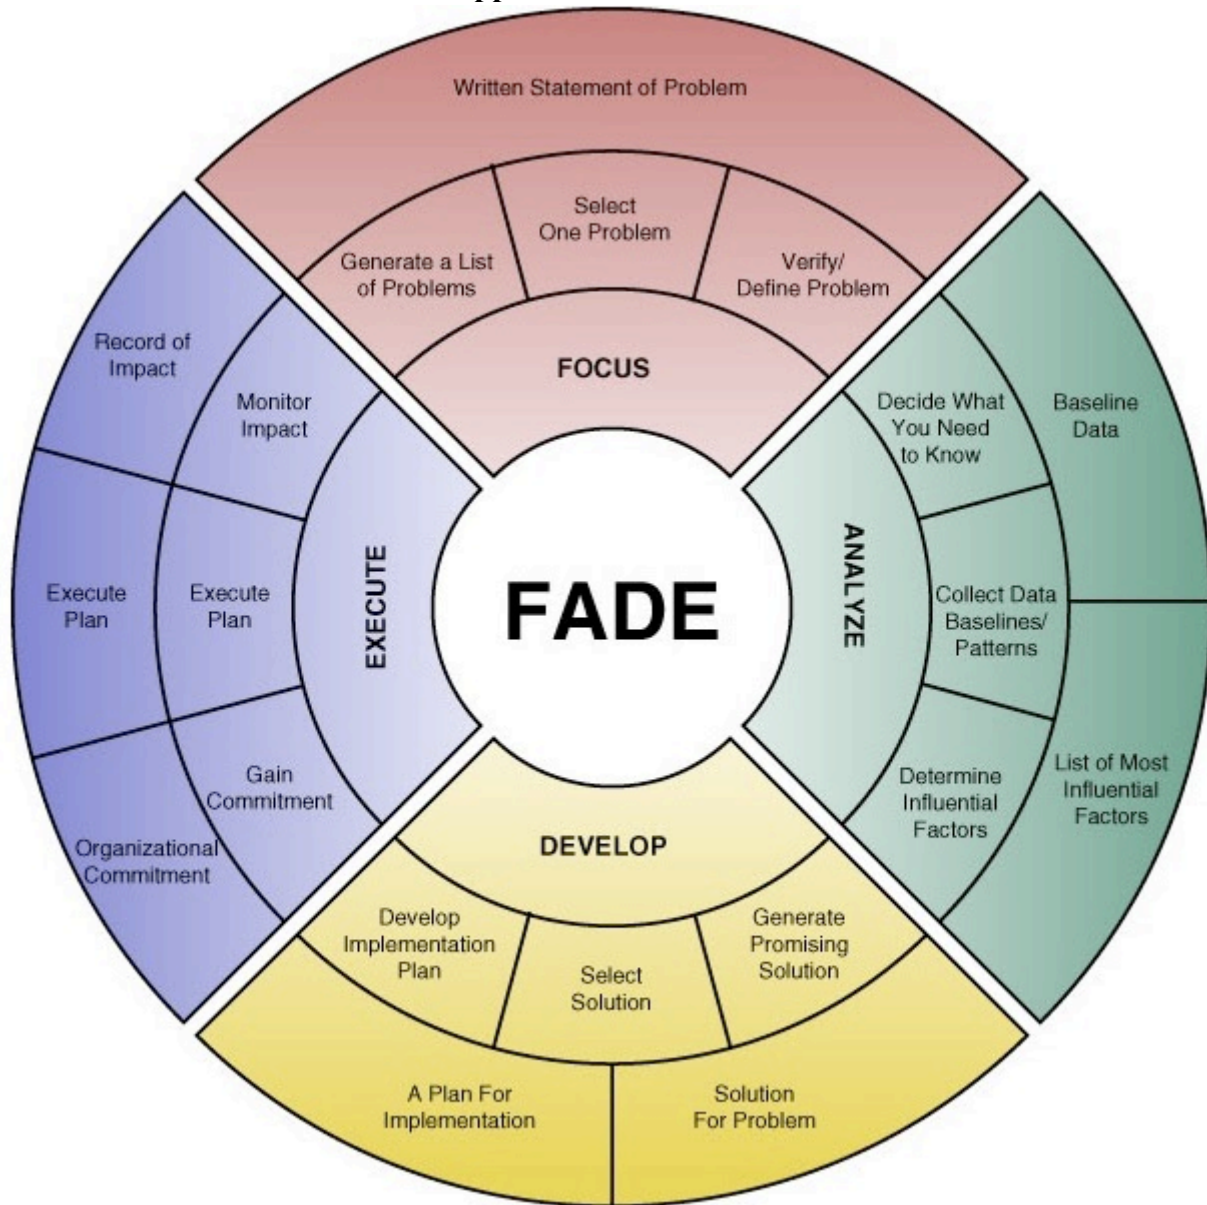 Written Statement of Problem
Generate a List
of Problems
Select
One Problem
Verify/
Define Problem
FOCUS
Baseline
Data
List of Most
Influential
Factors
Decide What
You Need
to Know
Collect Data
Baselines/
Patterns
Determine
Influential
Factors
ANALYZE
FADE
DEVELOP
Generate
Promising
Solution
Select
Solution
Develop
Implementation
Plan
Solution
For Problem
A Plan For
Implementation
EXECUTE
Gain
Commitment
Execute
Plan
Monitor
Impact
Organizational
Commitment
Execute
Plan
Record of
Impact